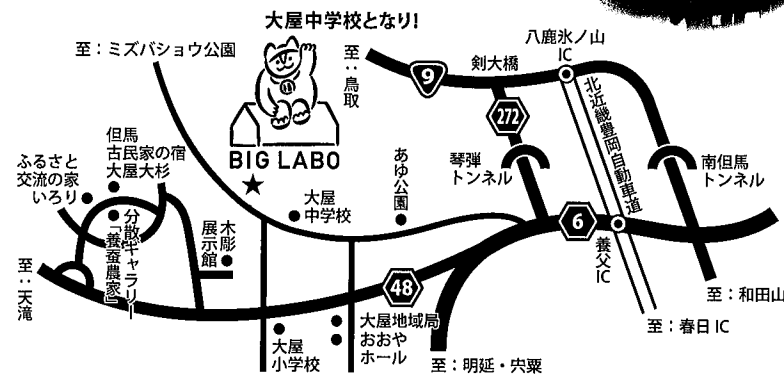 大屋中学校となり!
至：ミズバショウ公園
至：鳥取
9
剣大橋
八鹿氷ノ山
IC
北近畿豊岡自動車道
272
BIG LABO
琴弾
トンネル
南但馬
トンネル
あゆ公園
但馬
古民家の宿
大屋大杉
ふるさと
交流の家
いろり
大屋
中学校
木彫
展示館
分散ギャラリー
「養蚕農家」
6
養父IC
至：天滝
48
至：和田山
至：春日IC
大屋
小学校
大屋地域局
おおや
ホール
至：明延・宍粟